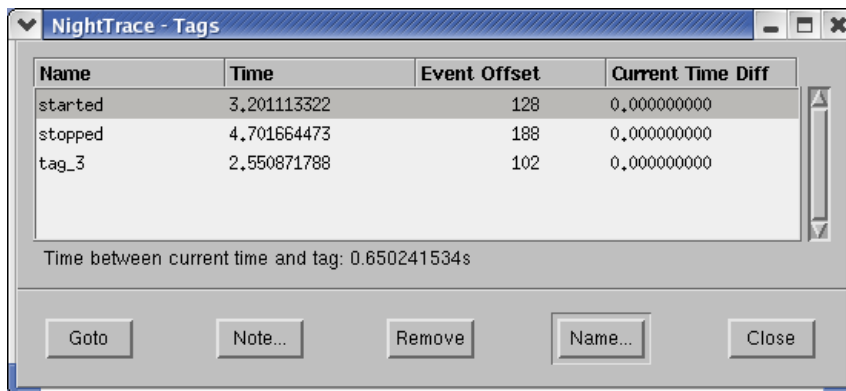 NightTrace - Tags
Name Time Event Offset Current Time Diff
started 3.201113322 128 0.000000000
stopped 4.701664473 188 0.000000000
tag_3 2.550871788 102 0.000000000
Time between current time and tag: 0.650241534s
Goto Note... Remove Name... Close